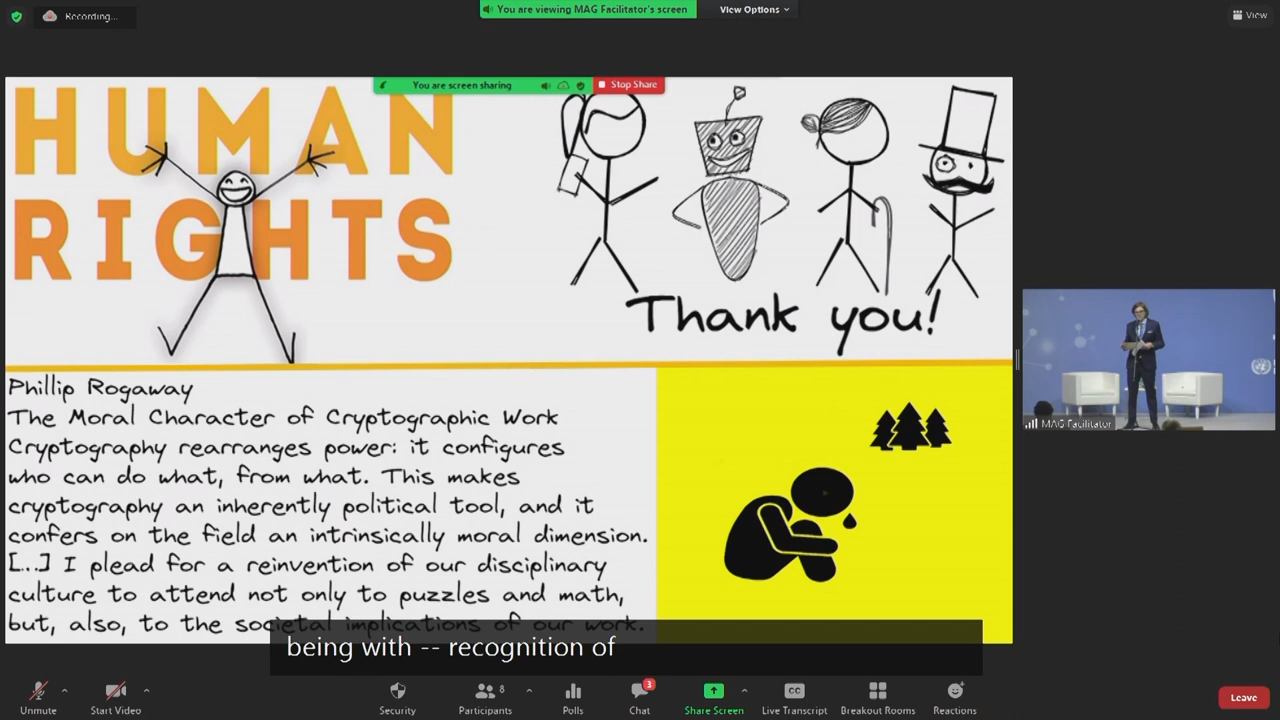 Recording...
You are viewing MAG Facilitator's screen
View Options
View
You are screen sharing
Stop Share
HUMAN
RIGHTS
Thank you!
Phillip Rogaway
The Moral Character of Cryptographic Work
Cryptography rearranges power: it configures
who can do what, from what. This makes
cryptography an inherently political tool, and it
confers on the field an intrinsically moral dimension.
[...] I plead for a reinvention of our disciplinary
culture to attend not only to puzzles and math,
but, also, to the societal implications of our work.
MAG Facilitator
being with -- recognition of
Unmute
Start Video
Security
Participants
8
Polls
Chat
3
Share Screen
CC
Live Transcript
Breakout Rooms
Reactions
Leave